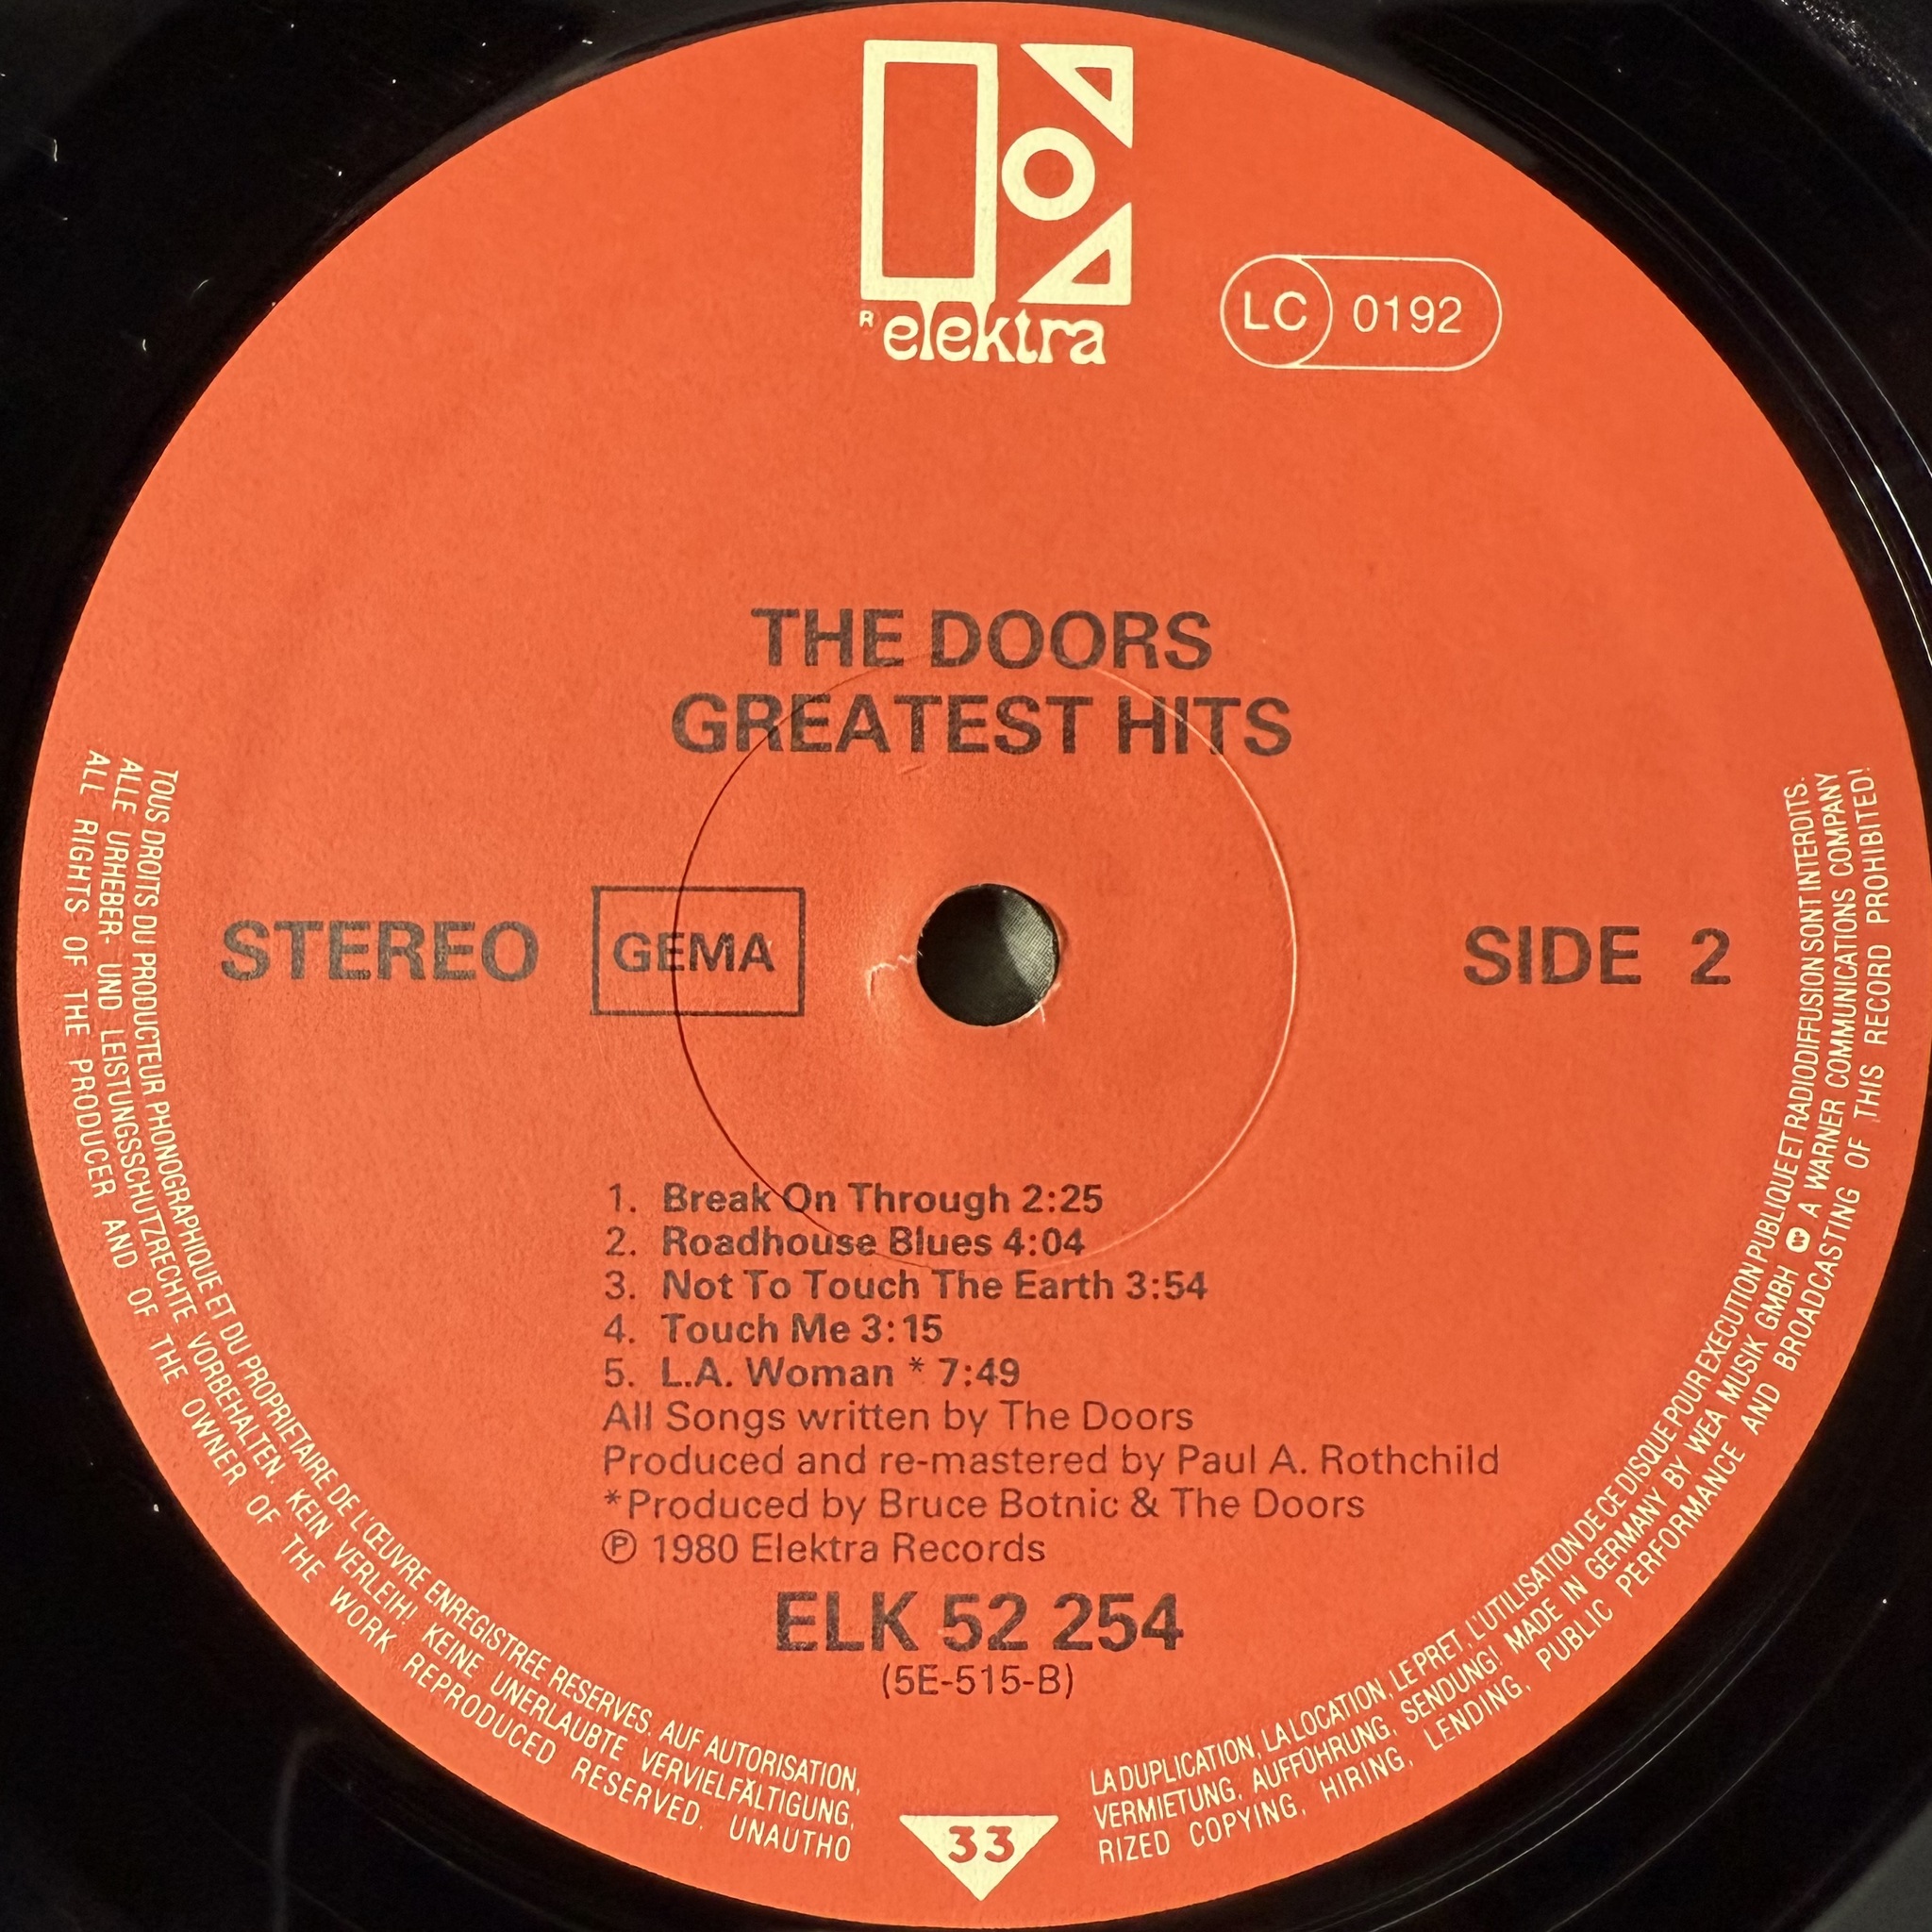 ® elektra
LC 0192
THE DOORS
GREATEST HITS
STEREO GEMA SIDE 2
1. Break On Through 2:25
2. Roadhouse Blues 4:04
3. Not To Touch The Earth 3:54
4. Touch Me 3:15
5. L.A. Woman * 7:49
All Songs written by The Doors
Produced and re-mastered by Paul A. Rothchild
*Produced by Bruce Botnic & The Doors
℗ 1980 Elektra Records
ELK 52 254
(5E-515-B)
33
TOUS DROITS DU PRODUCTEUR PHONOGRAPHIQUE ET DU PROPRIETAIRE DE L'ŒUVRE ENREGISTREE RESERVES. AUF AUTORISATION, LA DUPLICATION, LA LOCATION, LE PRET, L'UTILISATION DE CE DISQUE POUR EXECUTION PUBLIQUE ET RADIODIFFUSION SONT INTERDITS.
ALLE URHEBER- UND LEISTUNGSSCHUTZRECHTE VORBEHALTEN. KEIN VERLEIH! KEINE UNERLAUBTE VERVIELFÄLTIGUNG, VERMIETUNG, AUFFÜHRUNG, SENDUNG! MADE IN GERMANY BY WEA MUSIK GMBH W A WARNER COMMUNICATIONS COMPANY
ALL RIGHTS OF THE PRODUCER AND OF THE OWNER OF THE WORK REPRODUCED RESERVED. UNAUTHORIZED COPYING, HIRING, LENDING, PUBLIC PERFORMANCE AND BROADCASTING OF THIS RECORD PROHIBITED!